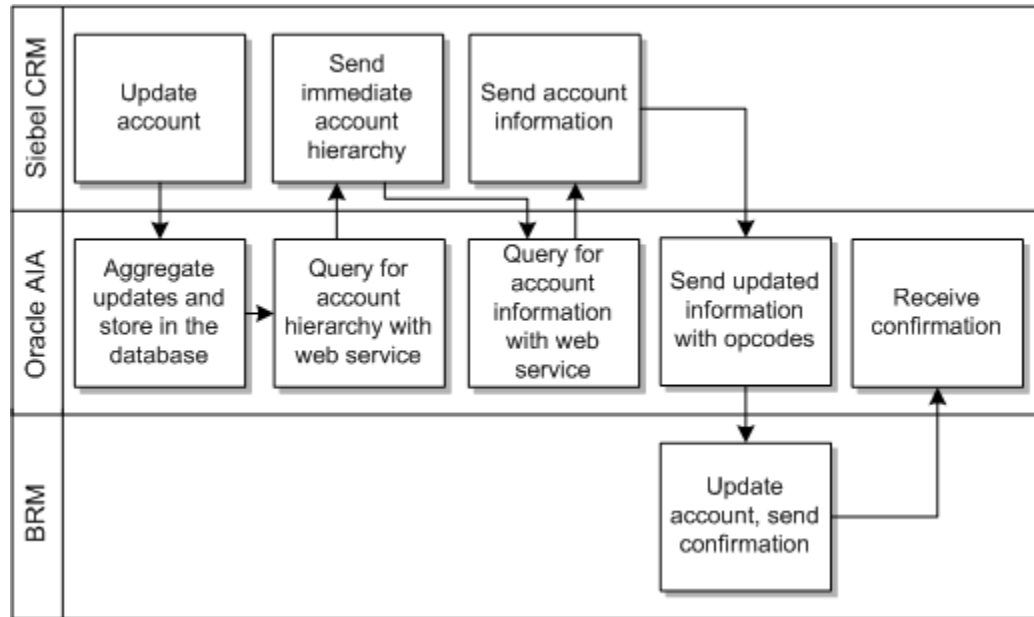 Siebel CRM
Update
account
Send
immediate
account
hierarchy
Send account
information
Oracle AIA
Aggregate
updates and
store in the
database
Query for
account
hierarchy with
web service
Query for
account
information
with web
service
Send updated
information
with opcodes
Receive
confirmation
BRM
Update
account, send
confirmation